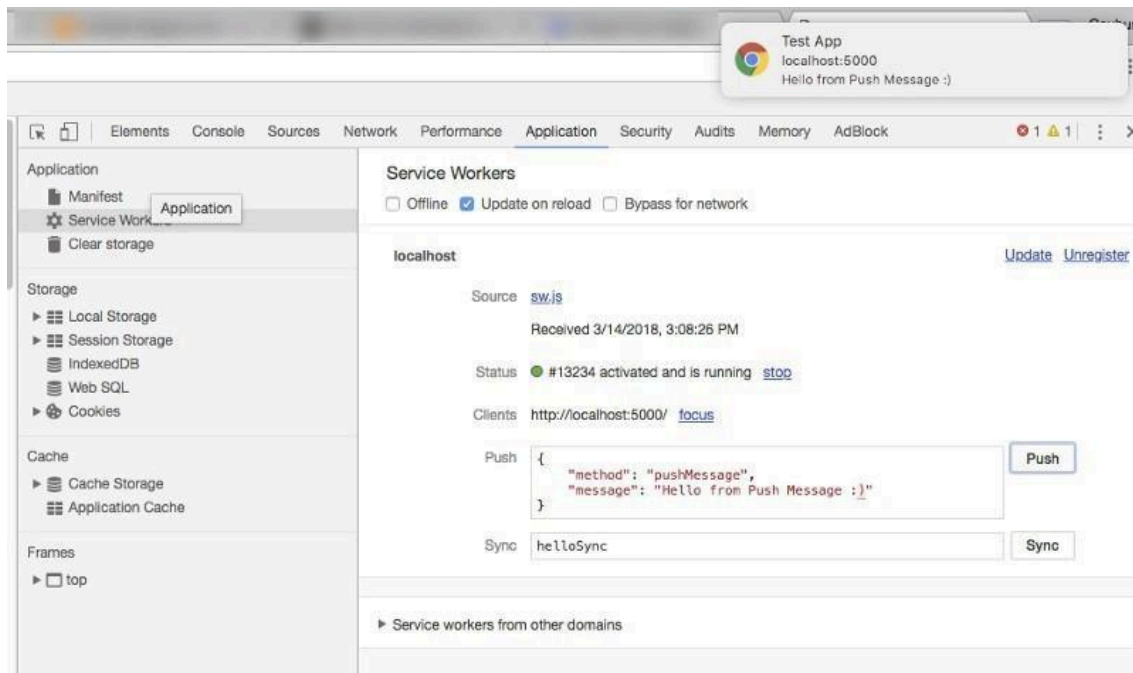 Test App
localhost:5000
Hello from Push Message :)
Elements Console Sources Network Performance Application Security Audits Memory AdBlock 1 1
Application
Manifest
Application
Service Workers
Clear storage
Storage
Local Storage
Session Storage
IndexedDB
Web SQL
Cookies
Cache
Cache Storage
Application Cache
Frames
top
Service Workers
Offline Update on reload Bypass for network
localhost Update Unregister
Source sw.js
Received 3/14/2018, 3:08:26 PM
Status #13234 activated and is running stop
Clients http://localhost:5000/ focus
Push {
"method": "pushMessage",
"message": "Hello from Push Message :)"
}
Push
Sync helloSync Sync
Service workers from other domains